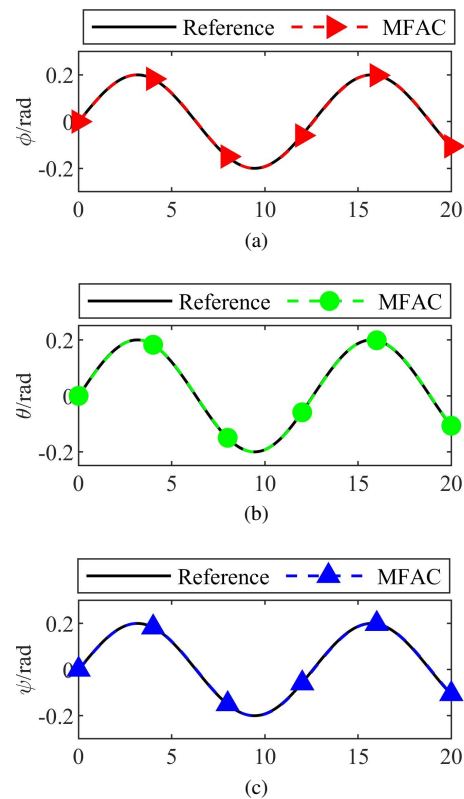 Reference MFAC
0.2
0
-0.2
ϕ/rad
0 5 10 15 20
(a)
Reference MFAC
0.2
0
-0.2
θ/rad
0 5 10 15 20
(b)
Reference MFAC
0.2
0
-0.2
ψ/rad
0 5 10 15 20
(c)